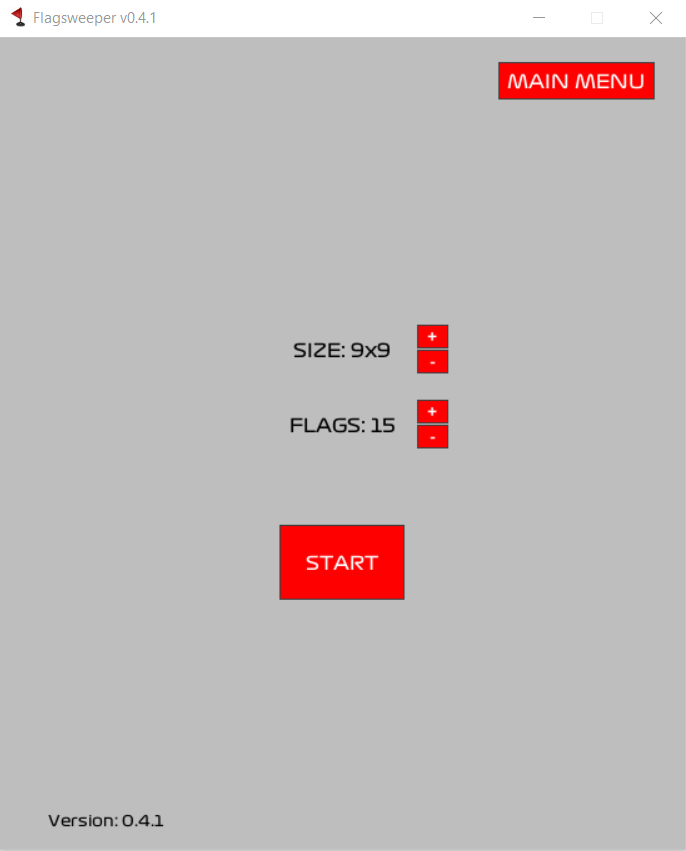 Flagsweeper v0.4.1
MAIN MENU
SIZE: 9x9
+
-
FLAGS: 15
+
-
START
Version: 0.4.1